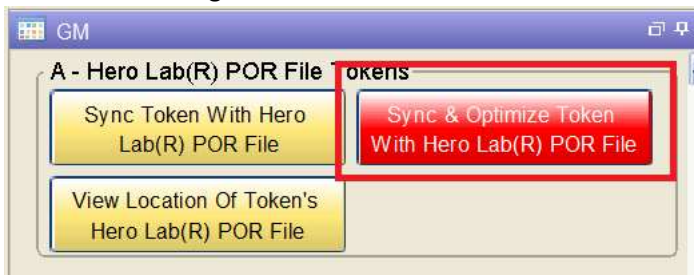 GM
A - Hero Lab(R) POR File Tokens
Sync Token With Hero
Lab(R) POR File
Sync & Optimize Token
With Hero Lab(R) POR File
View Location Of Token's
Hero Lab(R) POR File